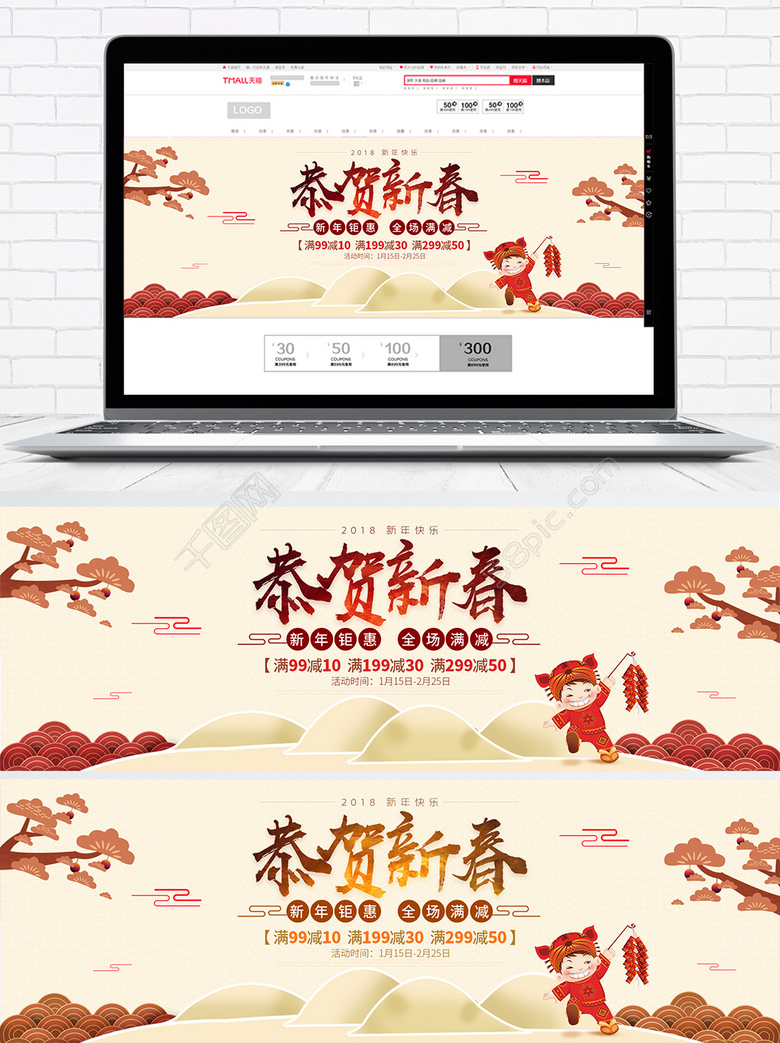 TMALL天猫
搜天猫
搜本店
LOGO
50 100 50 100
2018 新年快乐
恭贺新春
新年钜惠 全场满减
【满99减10 满199减30 满299减50】
活动时间：1月15日-2月25日
$30 $50 $100 $300
COUPONS COUPONS COUPONS COUPONS
千图网
2018 新年快乐
恭贺新春
新年钜惠 全场满减
【满99减10 满199减30 满299减50】
活动时间：1月15日-2月25日
2018 新年快乐
恭贺新春
新年钜惠 全场满减
【满99减10 满199减30 满299减50】
活动时间：1月15日-2月25日